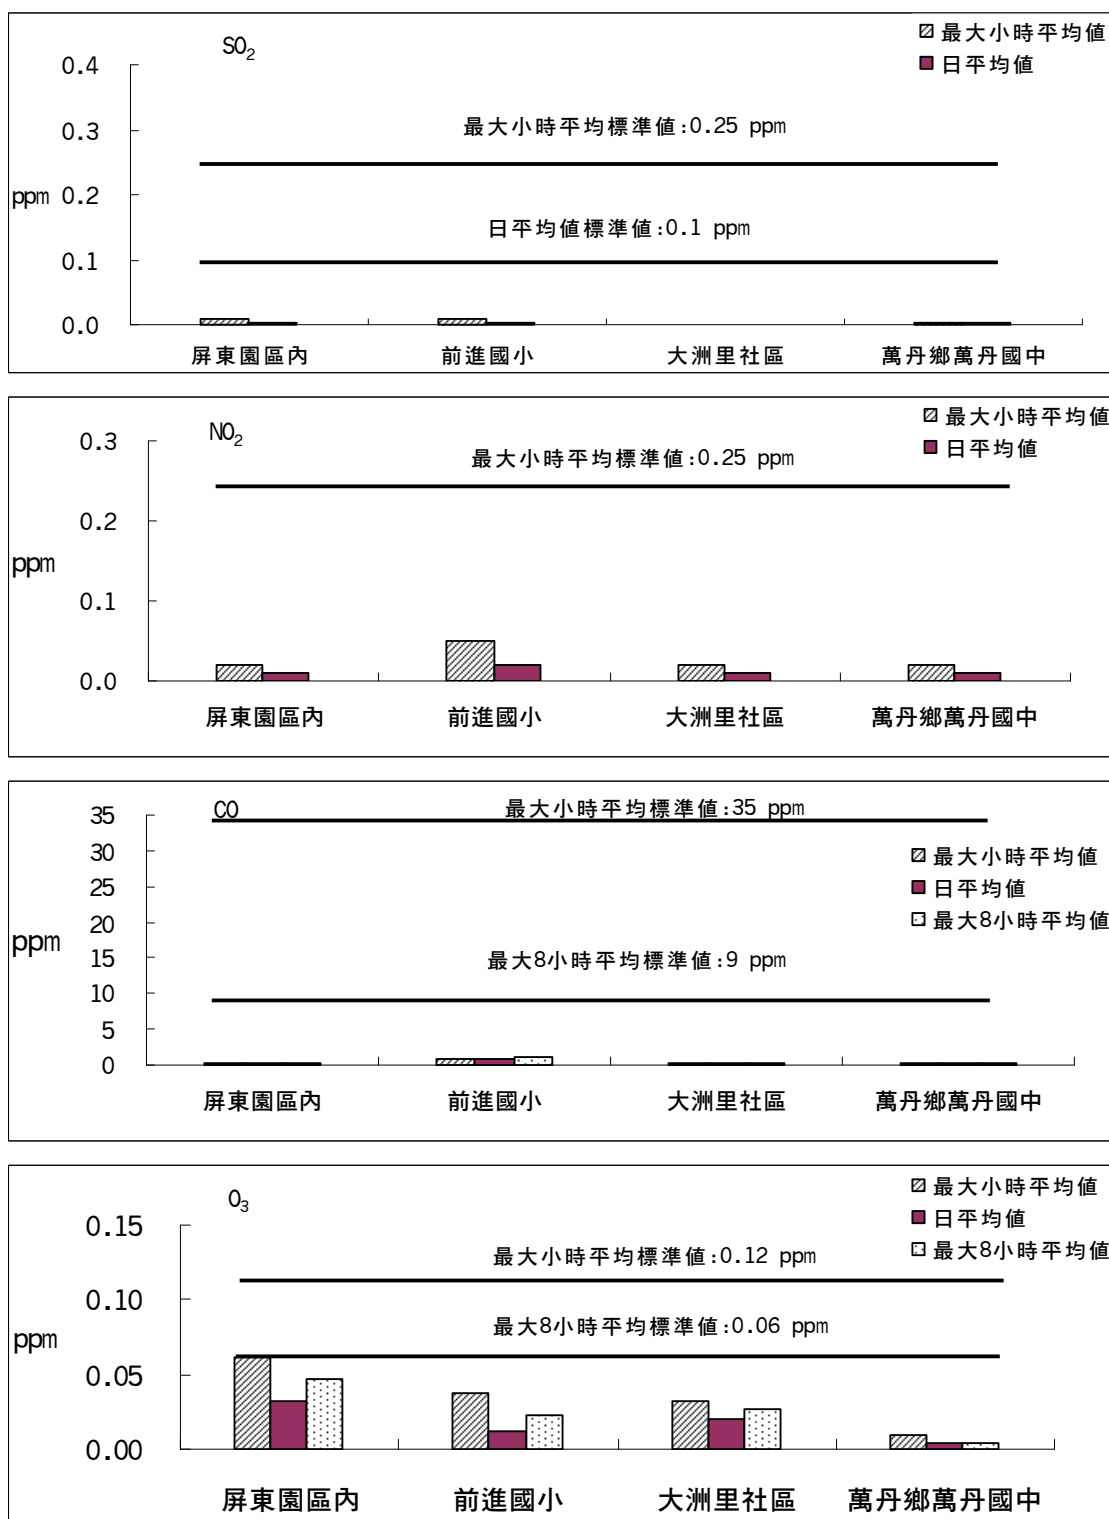 SO2
最大小時平均值
日平均值
0.4
最大小時平均標準值:0.25 ppm
0.3
ppm
0.2
日平均值標準值:0.1 ppm
0.1
0.0
屏東園區內
前進國小
大洲里社區
萬丹鄉萬丹國中
NO2
最大小時平均值
日平均值
0.3
最大小時平均標準值:0.25 ppm
0.2
ppm
0.1
0.0
屏東園區內
前進國小
大洲里社區
萬丹鄉萬丹國中
CO
最大小時平均標準值:35 ppm
35
30
最大小時平均值
25
日平均值
20
最大8小時平均值
ppm
15
最大8小時平均標準值:9 ppm
10
5
0
屏東園區內
前進國小
大洲里社區
萬丹鄉萬丹國中
O3
最大小時平均值
日平均值
最大8小時平均值
0.15
最大小時平均標準值:0.12 ppm
0.10
最大8小時平均標準值:0.06 ppm
ppm
0.05
0.00
屏東園區內
前進國小
大洲里社區
萬丹鄉萬丹國中